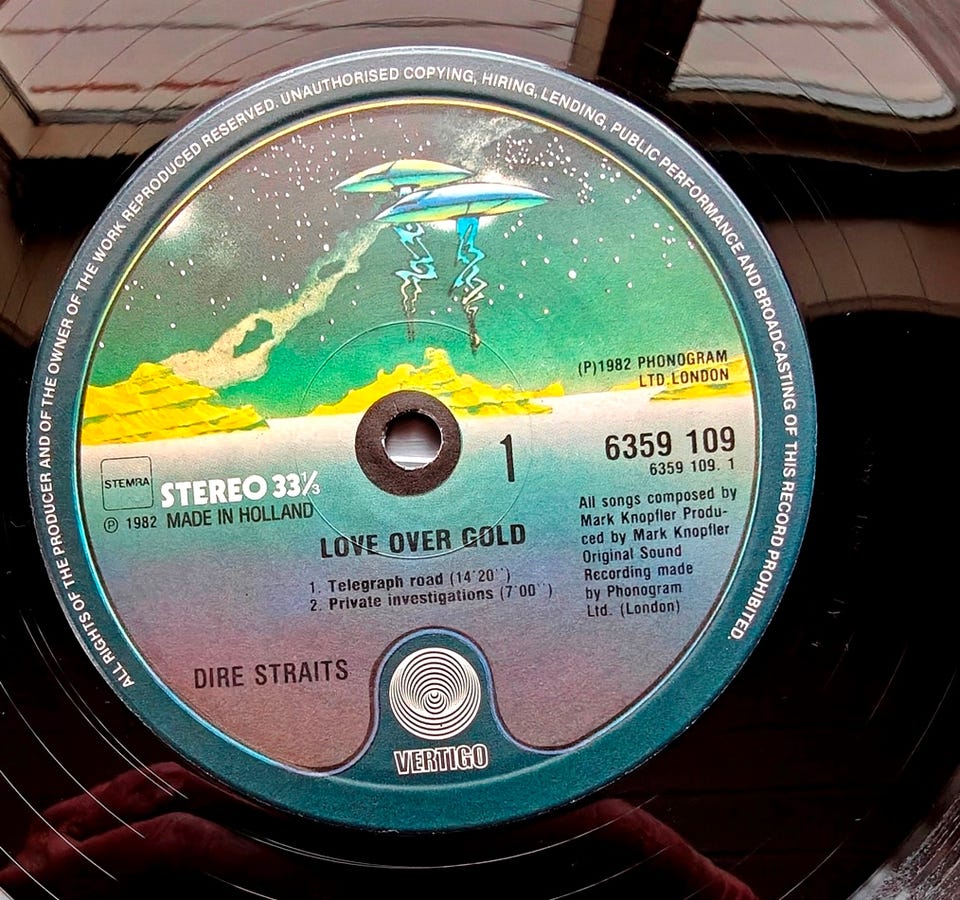 ALL RIGHTS OF THE PRODUCER AND OF THE OWNER OF THE WORK REPRODUCED RESERVED. UNAUTHORISED COPYING, HIRING, LENDING, PUBLIC PERFORMANCE AND BROADCASTING OF THIS RECORD PROHIBITED.
(P)1982 PHONOGRAM
LTD.LONDON
6359 109
6359 109. 1
1
STEMRA
STEREO 33⅓
℗ 1982 MADE IN HOLLAND
All songs composed by
Mark Knopfler Produ-
ced by Mark Knopfler
Original Sound
Recording made
by Phonogram
Ltd. (London)
LOVE OVER GOLD
1. Telegraph road (14'20'')
2. Private investigations (7'00'')
DIRE STRAITS
VERTIGO